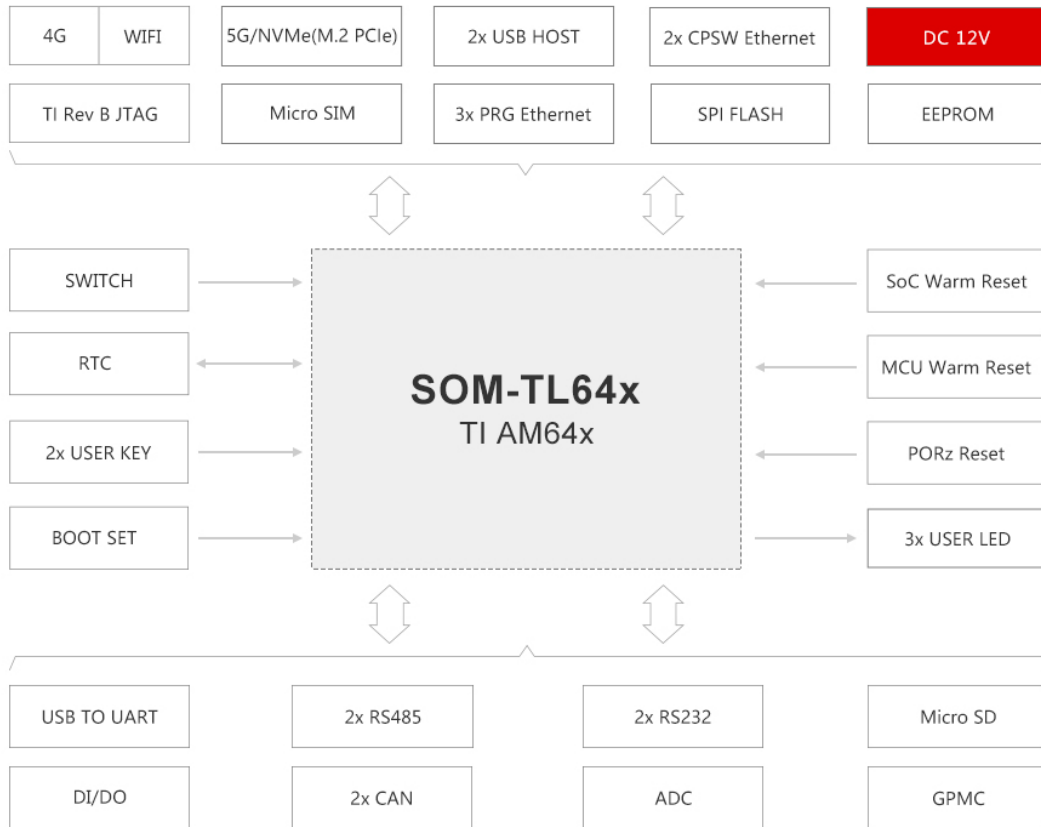 4G
WIFI
5G/NVMe(M.2 PCIe)
2x USB HOST
2x CPSW Ethernet
DC 12V
TI Rev B JTAG
Micro SIM
3x PRG Ethernet
SPI FLASH
EEPROM
SWITCH
SoC Warm Reset
RTC
MCU Warm Reset
SOM-TL64x
TI AM64x
2x USER KEY
PORz Reset
BOOT SET
3x USER LED
USB TO UART
2x RS485
2x RS232
Micro SD
DI/DO
2x CAN
ADC
GPMC